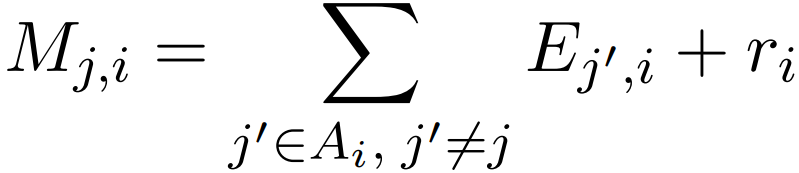 $M_{j,i} = \sum_{j' \in A_i,\, j' \neq j} E_{j',i} + r_i$